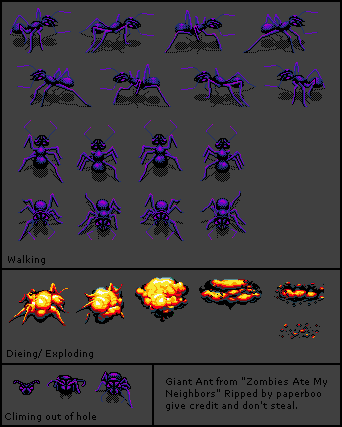 Walking
Dieing/ Exploding
Climing out of hole
Giant Ant from "Zombies Ate My
Neighbors" Ripped by paperboo
give credit and don't steal.